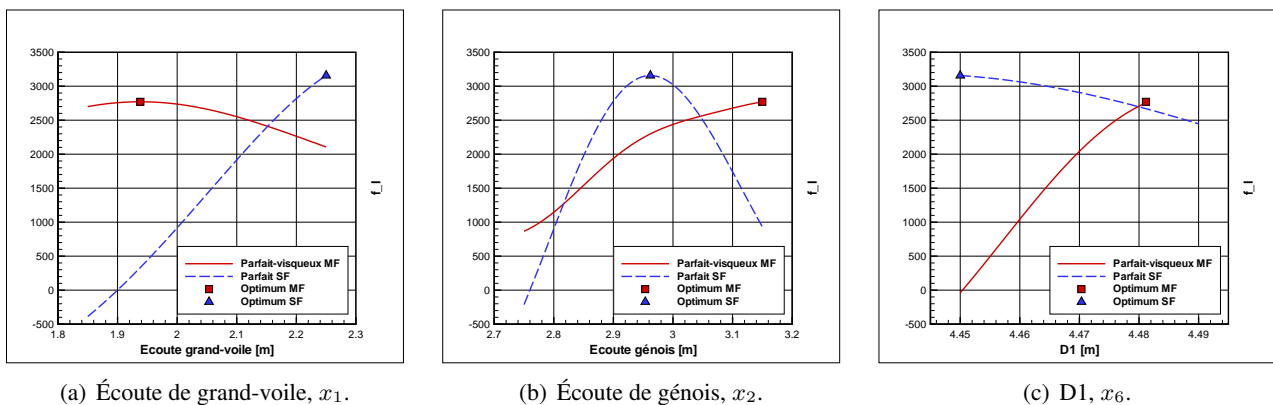 3500
3000
2500
2000
1500
1000
500
0
-500
1.8
1.9
2
2.1
2.2
2.3
Ecoute grand-voile [m]
f_I
Parfait-visqueux MF
Parfait SF
Optimum MF
Optimum SF
3500
3000
2500
2000
1500
1000
500
0
-500
2.7
2.8
2.9
3
3.1
3.2
Ecoute génois [m]
f_I
Parfait-visqueux MF
Parfait SF
Optimum MF
Optimum SF
3500
3000
2500
2000
1500
1000
500
0
-500
4.45
4.46
4.47
4.48
4.49
D1 [m]
Parfait-visqueux MF
Parfait SF
Optimum MF
Optimum SF
(a) Écoute de grand-voile, x₁.
(b) Écoute de génois, x₂.
(c) D1, x₆.